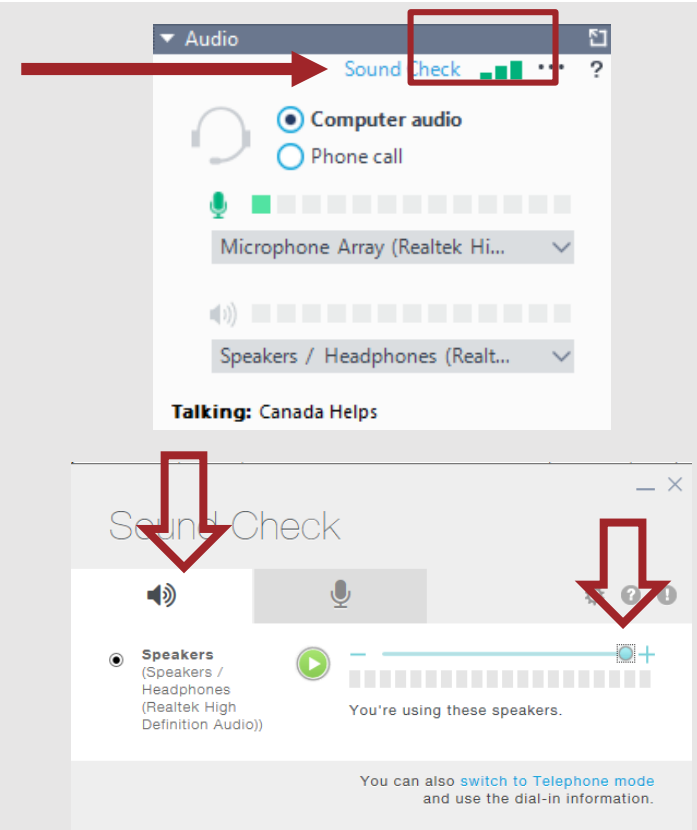 Audio
Sound Check ?
Computer audio
Phone call
Microphone Array (Realtek Hi...
Speakers / Headphones (Realt...
Talking: Canada Helps
Sound Check
Speakers
(Speakers /
Headphones
(Realtek High
Definition Audio))
You're using these speakers.
You can also switch to Telephone mode
and use the dial-in information.